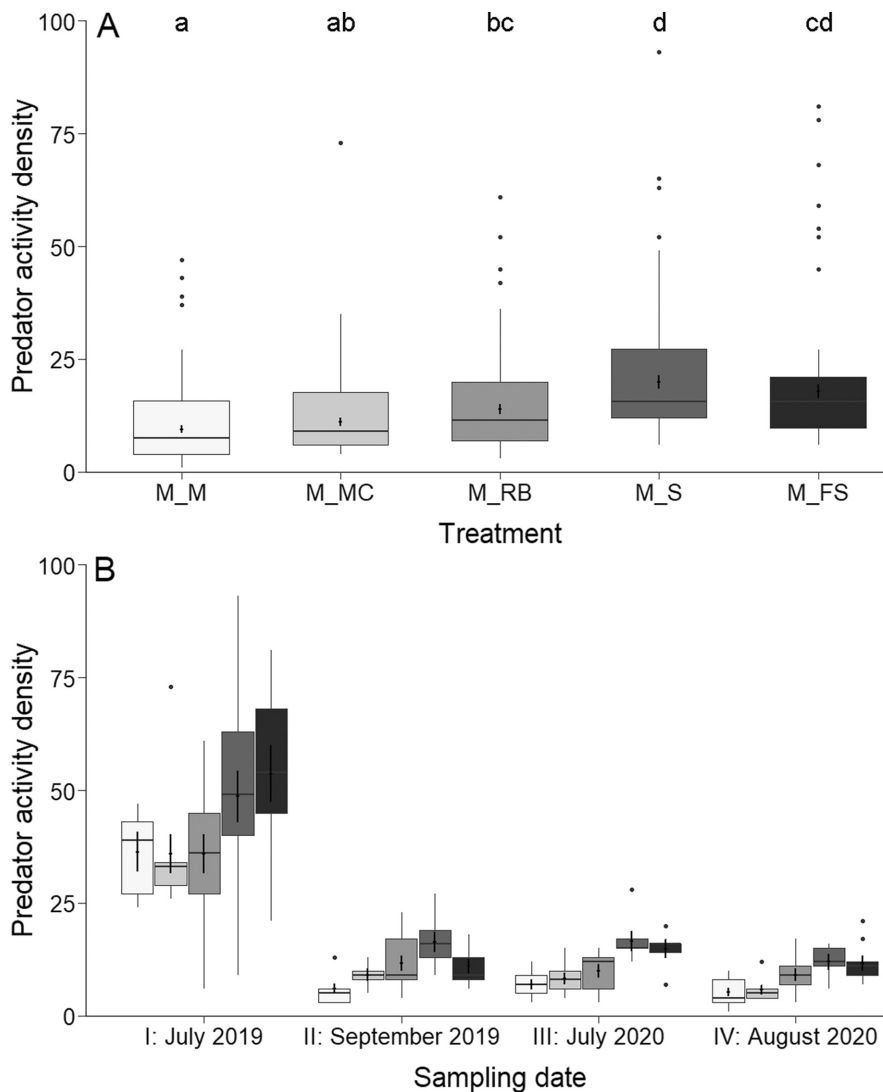 A a ab bc d cd
100
75
50
25
0
Predator activity density
M_M M_MC M_RB M_S M_FS
Treatment
B
100
75
50
25
0
Predator activity density
I: July 2019 II: September 2019 III: July 2020 IV: August 2020
Sampling date